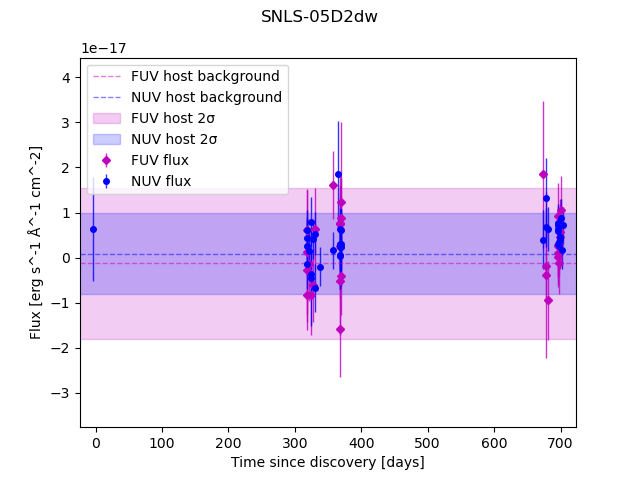 SNLS-05D2dw
1e−17
FUV host background
NUV host background
FUV host 2σ
NUV host 2σ
FUV flux
NUV flux
4
3
2
1
0
−1
−2
−3
Flux [erg s^-1 Å^-1 cm^-2]
0 100 200 300 400 500 600 700
Time since discovery [days]